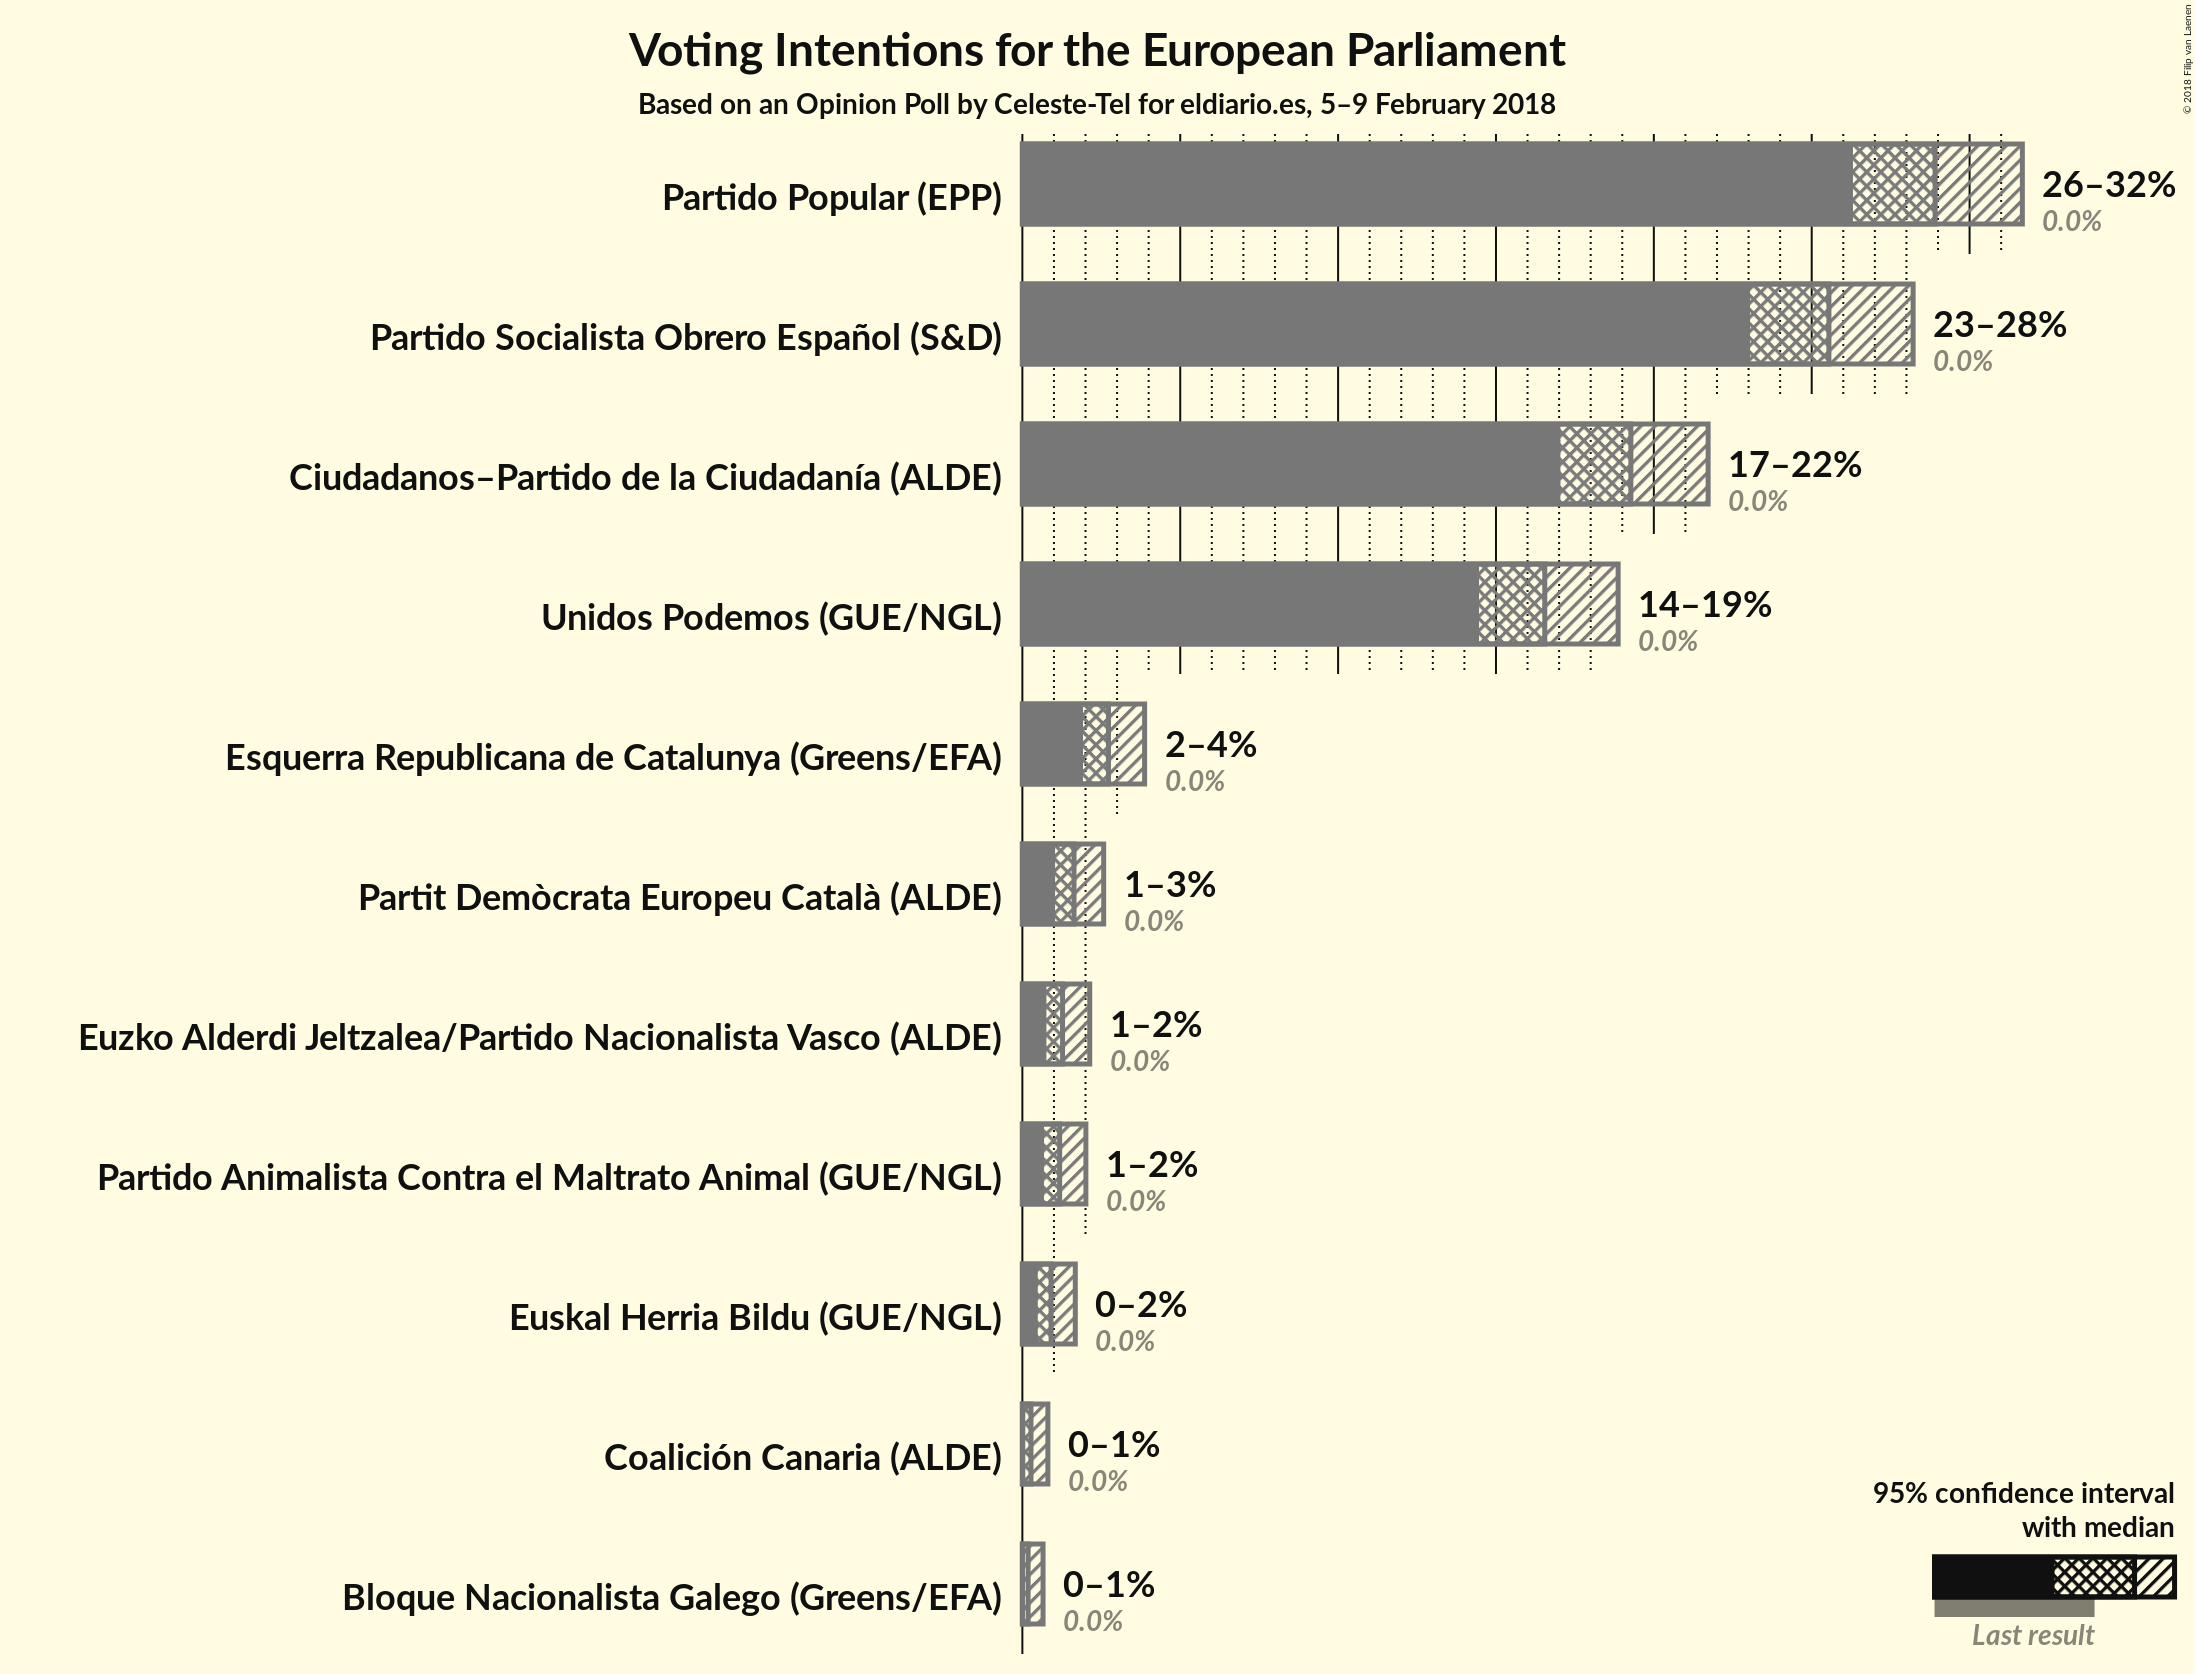 Voting Intentions for the European Parliament
Based on an Opinion Poll by Celeste-Tel for eldiario.es, 5–9 February 2018
© 2018 Filip van Laenen
Partido Popular (EPP)
26–32%
0.0%
Partido Socialista Obrero Español (S&D)
23–28%
0.0%
Ciudadanos–Partido de la Ciudadanía (ALDE)
17–22%
0.0%
Unidos Podemos (GUE/NGL)
14–19%
0.0%
Esquerra Republicana de Catalunya (Greens/EFA)
2–4%
0.0%
Partit Demòcrata Europeu Català (ALDE)
1–3%
0.0%
Euzko Alderdi Jeltzalea/Partido Nacionalista Vasco (ALDE)
1–2%
0.0%
Partido Animalista Contra el Maltrato Animal (GUE/NGL)
1–2%
0.0%
Euskal Herria Bildu (GUE/NGL)
0–2%
0.0%
Coalición Canaria (ALDE)
0–1%
0.0%
Bloque Nacionalista Galego (Greens/EFA)
0–1%
0.0%
95% confidence interval
with median
Last result